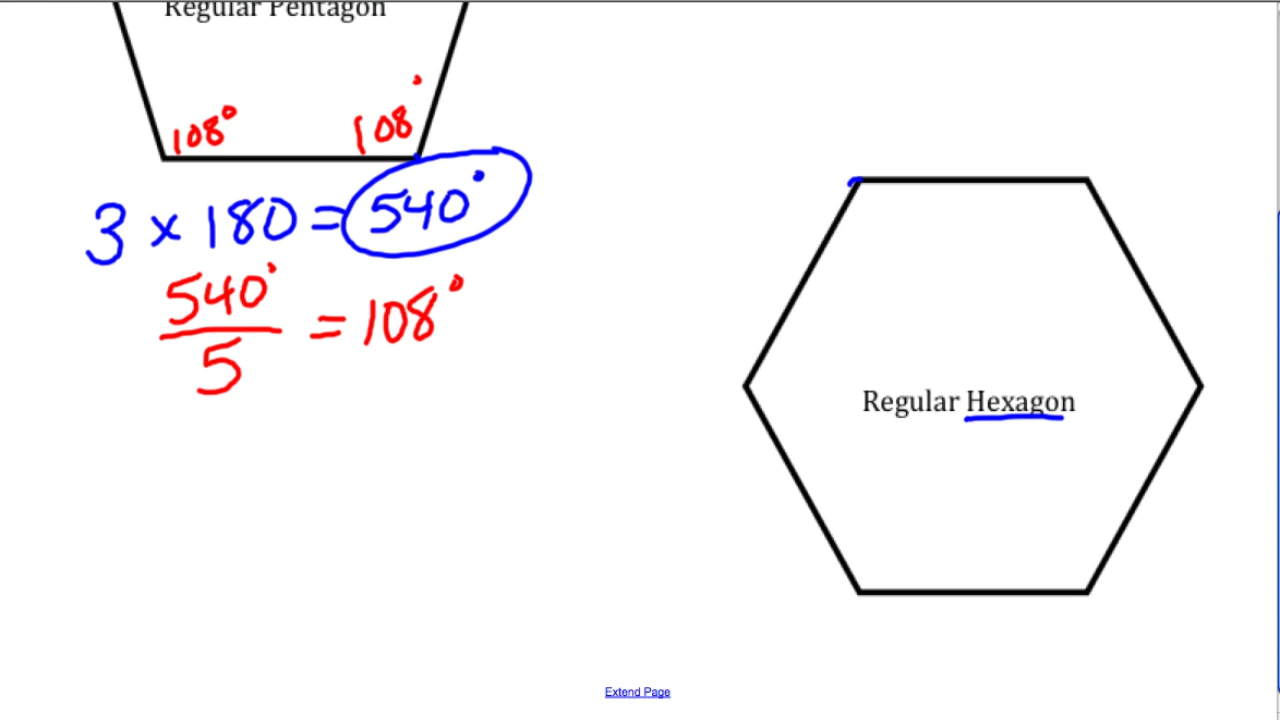 Regular Pentagon
108° 108°
3 × 180 = 540°
540°
5
= 108°
Regular Hexagon
Extend Page